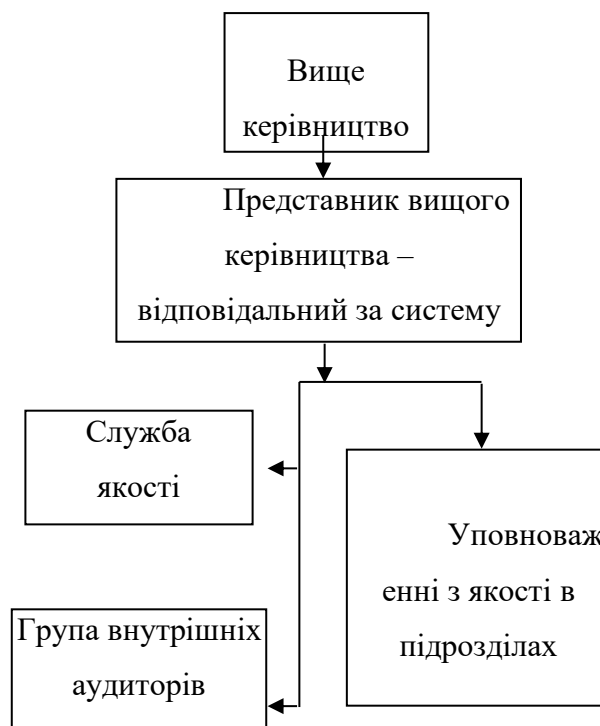 Вище
керівництво
Представник вищого
керівництва –
відповідальний за систему
Служба
якості
Уповноваж
енні з якості в
підрозділах
Група внутрішніх
аудиторів